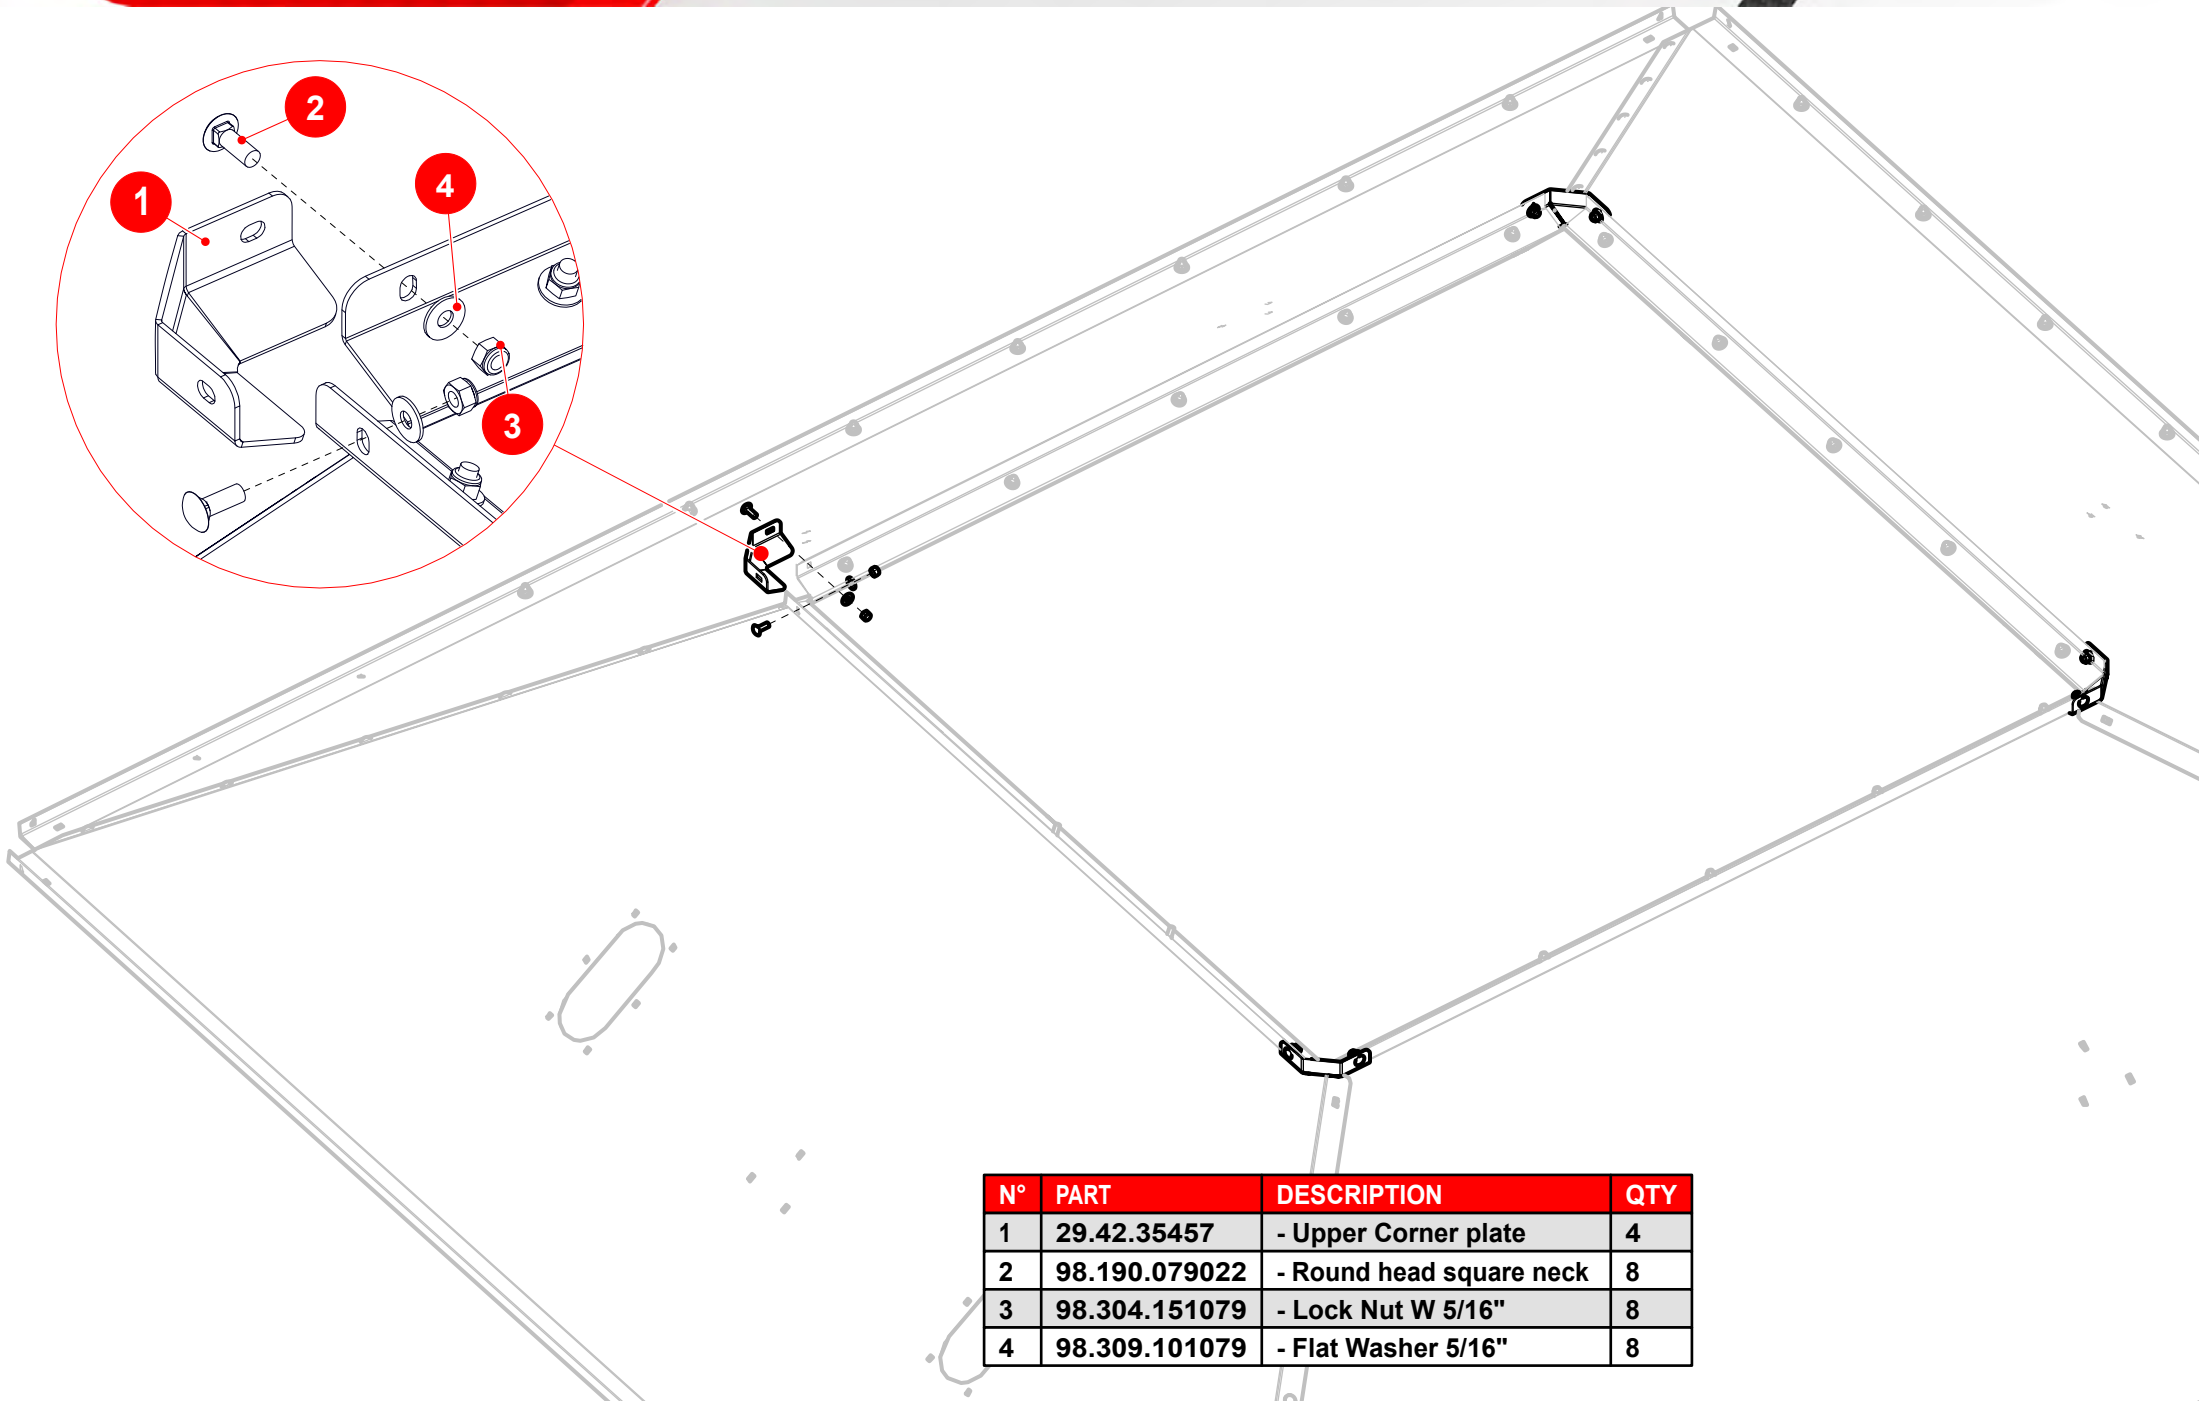 2
1
4
3
N° PART DESCRIPTION QTY
1 29.42.35457 - Upper Corner plate 4
2 98.190.079022 - Round head square neck 8
3 98.304.151079 - Lock Nut W 5/16" 8
4 98.309.101079 - Flat Washer 5/16" 8